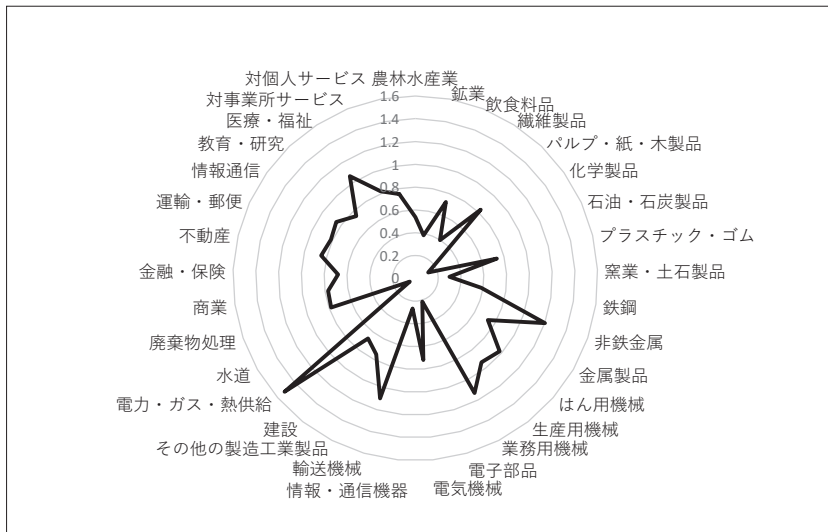 農林水産業
鉱業
飲食料品
繊維製品
パルプ・紙・木製品
化学製品
石油・石炭製品
プラスチック・ゴム
窯業・土石製品
鉄鋼
非鉄金属
金属製品
はん用機械
生産用機械
業務用機械
電子部品
電気機械
情報・通信機器
輸送機械
その他の製造工業製品
建設
電力・ガス・熱供給
水道
廃棄物処理
商業
金融・保険
不動産
運輸・郵便
情報通信
教育・研究
医療・福祉
対事業所サービス
対個人サービス
1.6
1.4
1.2
1
0.8
0.6
0.4
0.2
0